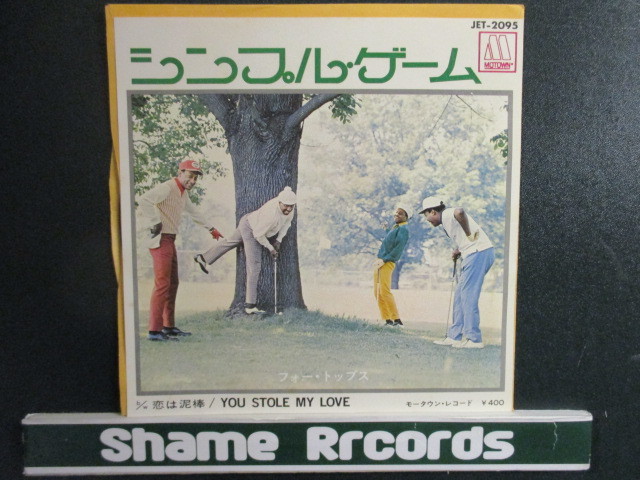 JET-2095
シンプル・ゲーム
MOTOWN
フォー・トップス
b/w 恋は泥棒 / YOU STOLE MY LOVE
モータウン・レコード ¥400
Shame Rrcords